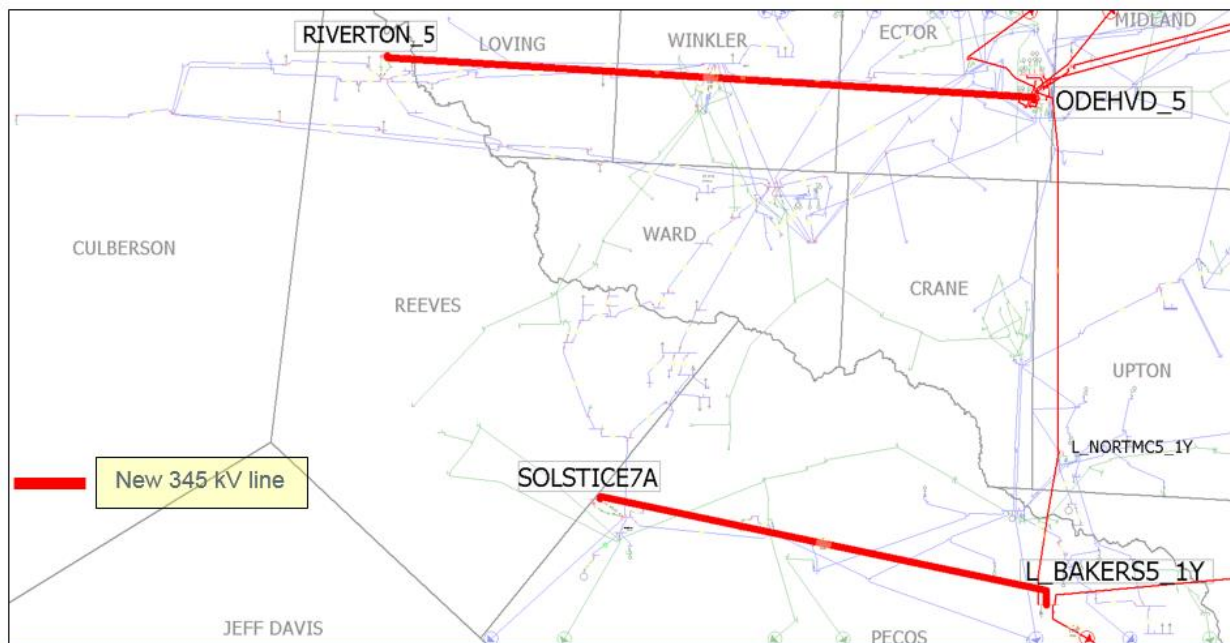 MIDLAND
RIVERTON_5
LOVING
WINKLER
ECTOR
ODEHVD_5
CULBERSON
WARD
REEVES
CRANE
UPTON
L_NORTMC5_1Y
New 345 kV line
SOLSTICE7A
L_BAKERS5_1Y
JEFF DAVIS
PECOS